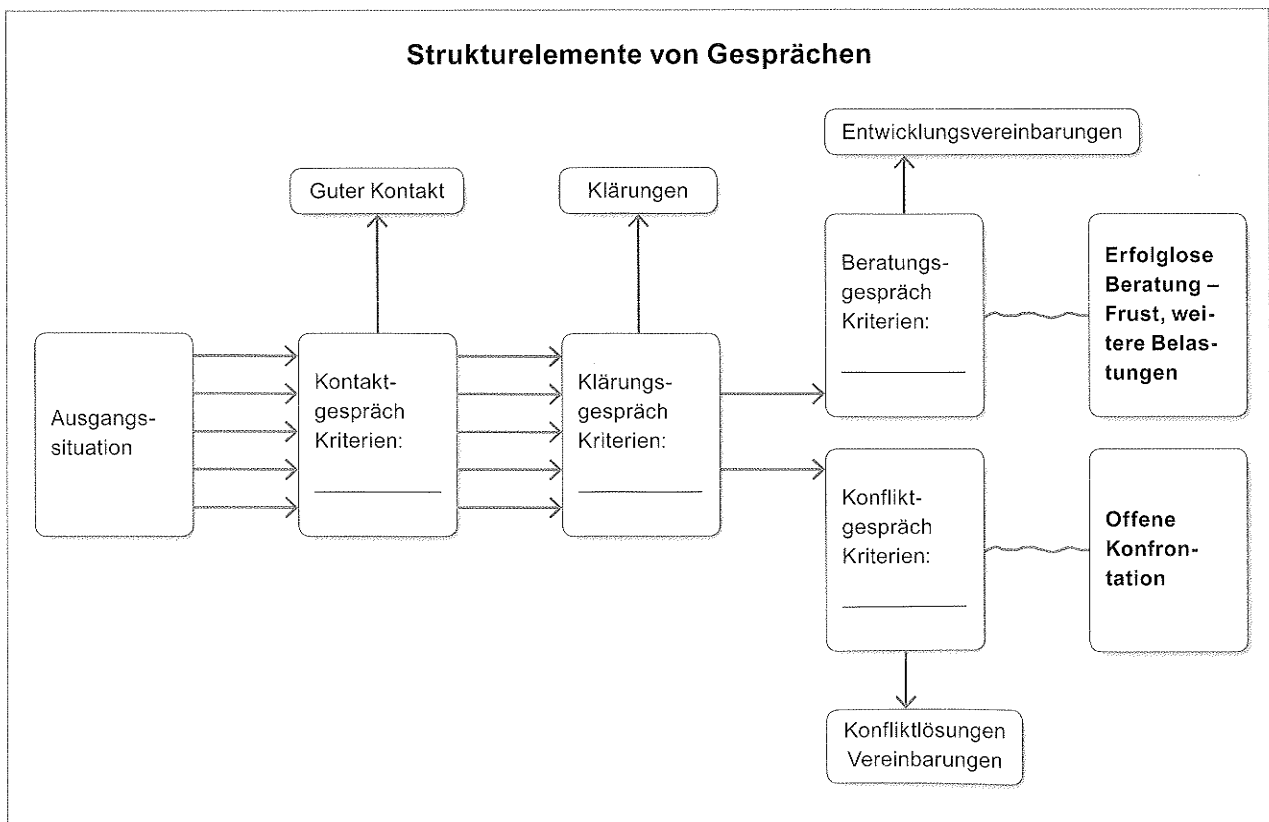 Strukturelemente von Gesprächen
Entwicklungsvereinbarungen
Guter Kontakt
Klärungen
Beratungs-
gespräch
Kriterien:
Erfolglose
Beratung –
Frust, wei-
tere Belas-
tungen
Ausgangs-
situation
Kontakt-
gespräch
Kriterien:
Klärungs-
gespräch
Kriterien:
Konflikt-
gespräch
Kriterien:
Offene
Konfron-
tation
Konfliktlösungen
Vereinbarungen